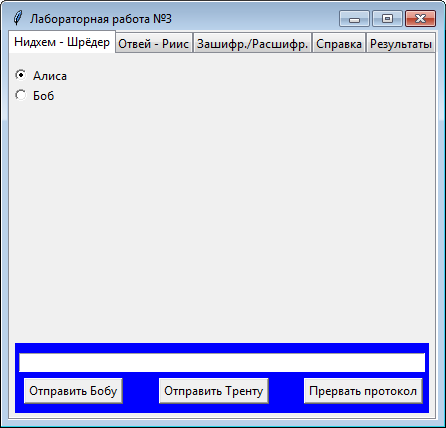 Лабораторная работа №3
Нидхем - Шрёдер Отвей - Риис Зашифр./Расшифр. Справка Результаты
Алиса
Боб
Отправить Бобу Отправить Тренту Прервать протокол